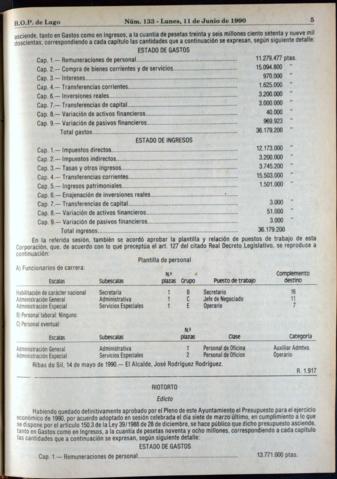 B.O.P. de Lugo Núm. 133 - Lunes, 11 de Junio de 1990 5
asciende, tanto en Gastos como en ingresos, a la cuantía de pesetas treinta y seis millones ciento setenta y nueve mil
doscientas, correspondiendo a cada capítulo las cantidades que a continuación se expresan, según siguiente detalle:
ESTADO DE GASTOS
Cap. 1.— Remuneraciones de personal 11.279.477 ptas.
Cap. 2.— Compra de bienes corrientes y de servicios 15.094.800 "
Cap. 3.— Intereses 970.000 "
Cap. 4.— Transferencias corrientes 1.625.000 "
Cap. 6.— Inversiones reales 3.200.000 "
Cap. 7.— Transferencias de capital 3.000.000 "
Cap. 8.— Variación de activos financieros 40.000 "
Cap. 9.— Variación de pasivos financieros 969.923 "
Total gastos 36.179.200 "
ESTADO DE INGRESOS
Cap. 1.— Impuestos directos 12.173.000 "
Cap. 2.— Impuestos indirectos 3.200.000 "
Cap. 3.— Tasas y otros ingresos 3.745.200 "
Cap. 4.— Transferencias corrientes 15.503.000 "
Cap. 5.— Ingresos patrimoniales 1.501.000 "
Cap. 6.— Enajenación de inversiones reales
Cap. 7.— Transferencias de capital 3.000 "
Cap. 8.— Variación de activos financieros 51.000 "
Cap. 9.— Variación de pasivos financieros 3.000 "
Total ingresos 36.179.200 "
En la referida sesión, también se acordó aprobar la plantilla y relación de puestos de trabajo de esta
Corporación, que, de acuerdo con lo que preceptúa el art. 127 del citado Real Decreto Legislativo, se reproduce a
continuación:
Plantilla de personal
A) Funcionarios de carrera:
Escalas Subescalas N.º plazas Grupo Puesto de trabajo Complemento destino
Habilitación de carácter nacional Secretaría 1 B Secretaría 16
Administración General Administrativa 1 C Jefe de Negociado 11
Administración Especial Servicios Especiales 1 E Operario 7
B) Personal laboral: Ninguno
C) Personal eventual:
Escalas Subescalas N.º plazas Clase Categoría
Administración General Administrativa 1 Personal de Oficina Auxiliar Admtvo.
Administración Especial Servicios Especiales 2 Personal de Oficios Operario
Ribas do Sil, 14 de mayo de 1990.— El Alcalde, José Rodríguez Rodríguez.
R. 1.917
RIOTORTO
Edicto
Habiendo quedado definitivamente aprobado por el Pleno de este Ayuntamiento el Presupuesto para el ejercicio
económico de 1990, por acuerdo adoptado en sesión celebrada el día siete de marzo último, en cumplimiento a lo que
se dispone por el artículo 150.3 de la Ley 39/1988 de 28 de diciembre, se hace público que dicho presupuesto asciende,
tanto en Gastos como en Ingresos, a la cuantía de pesetas noventa y ocho millones, correspondiendo a cada capítulo
las cantidades que a continuación se expresan, según siguiente detalle:
ESTADO DE GASTOS
Cap. 1.— Remuneraciones de personal 13.771.600 ptas.